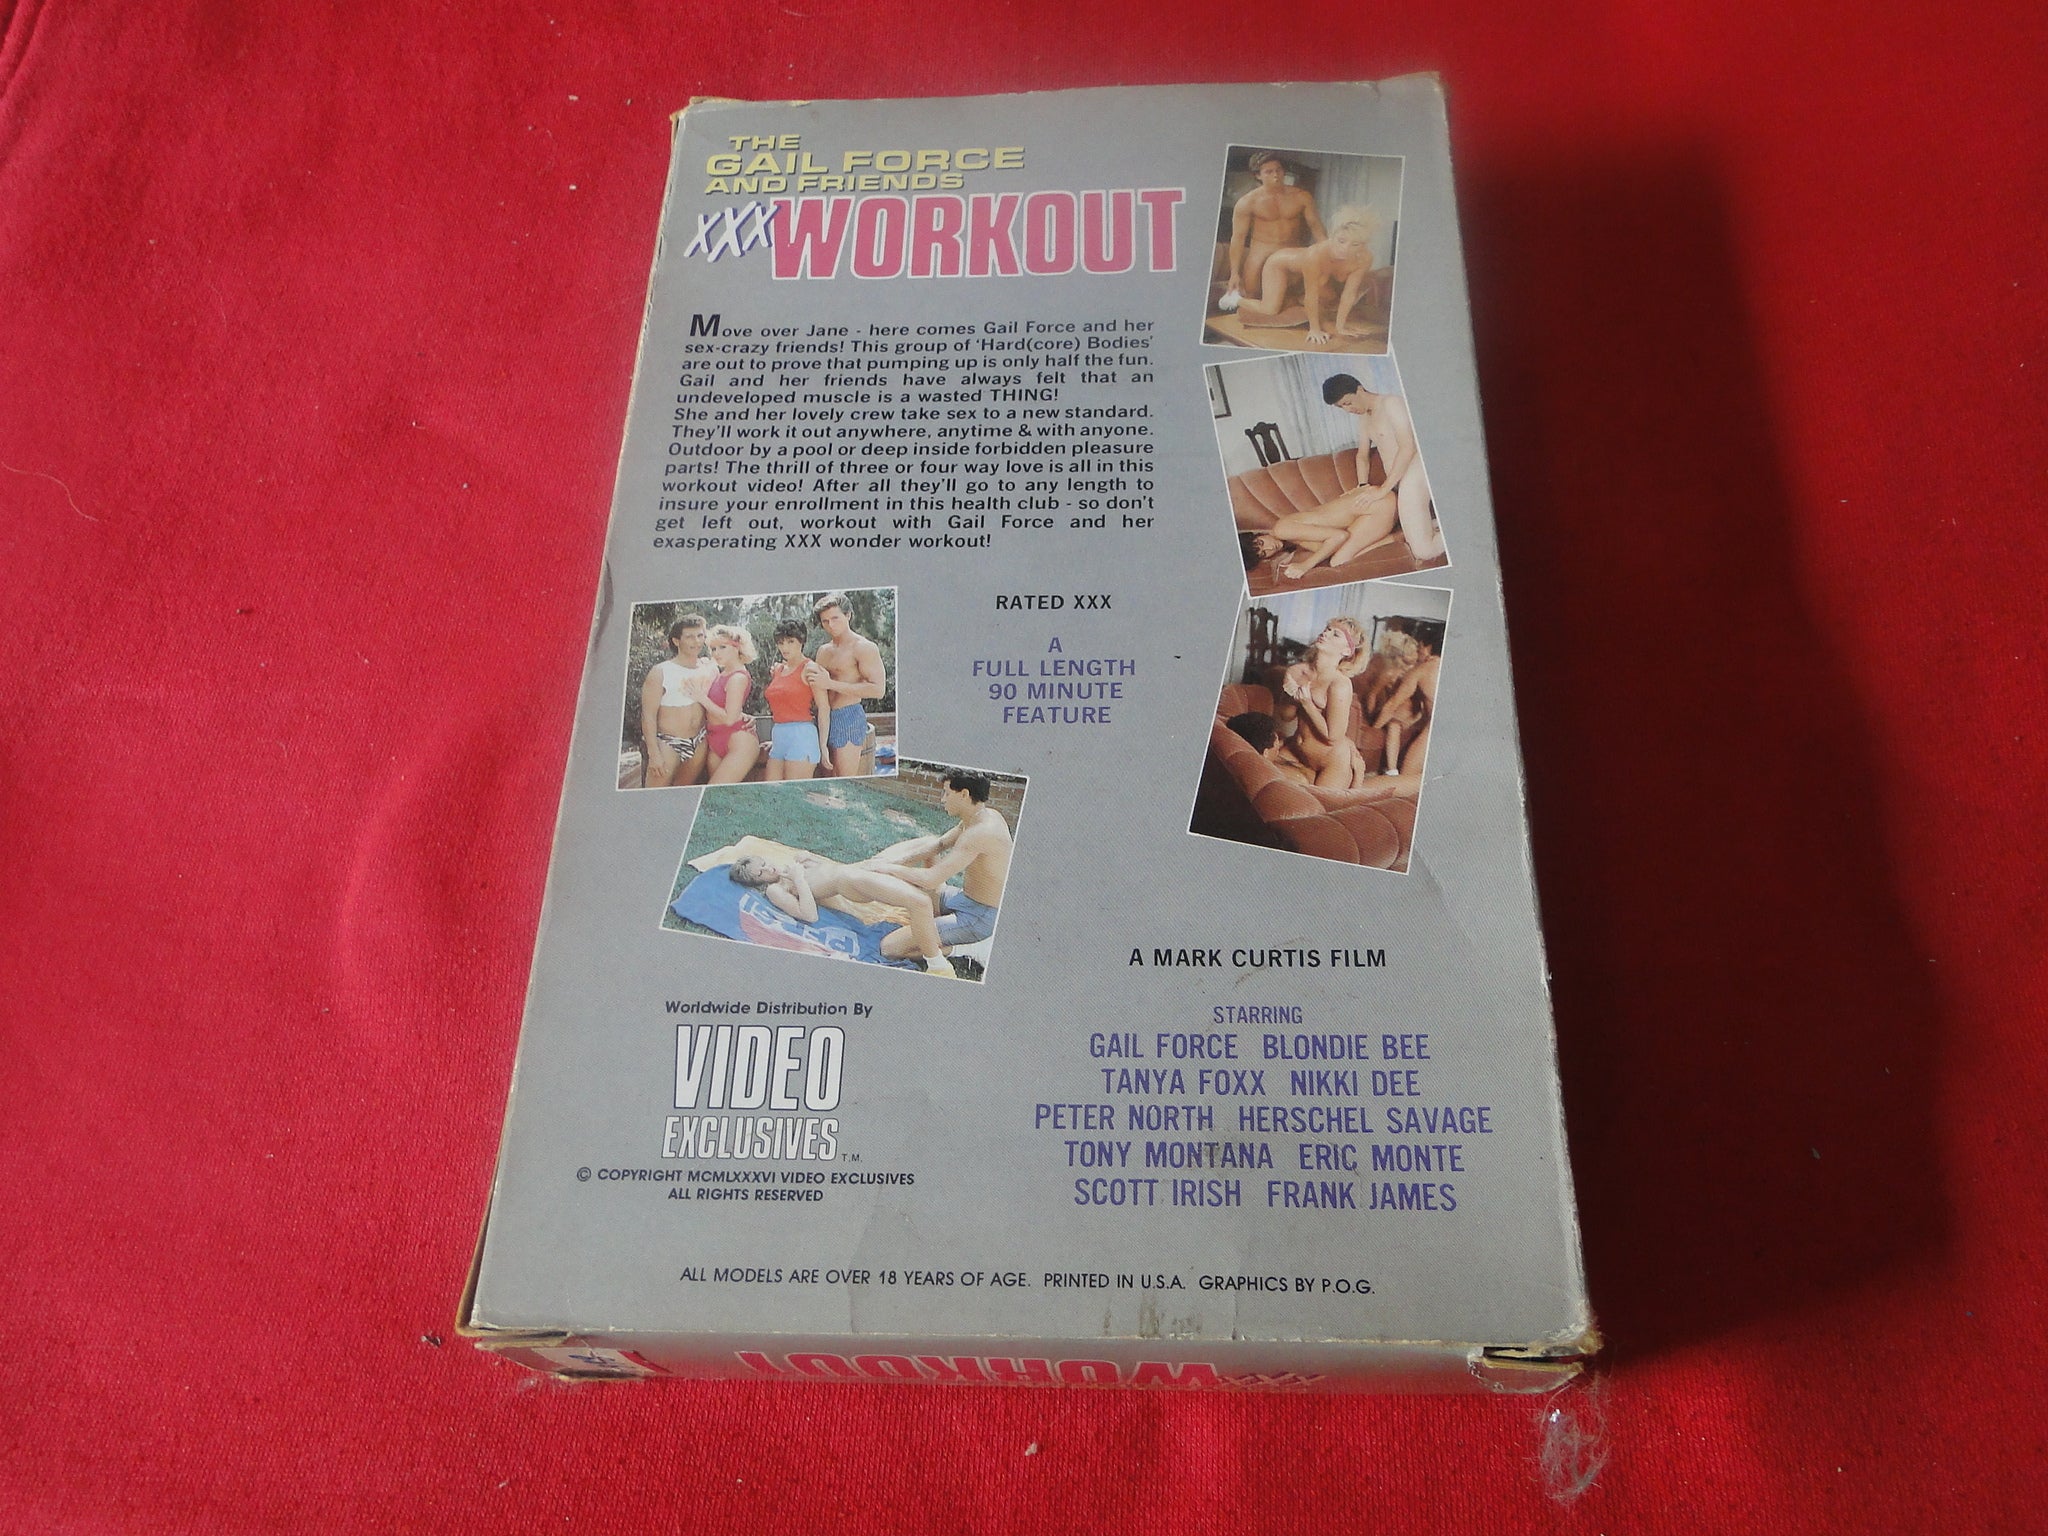 THE
GAIL FORCE
AND FRIENDS
XXX WORKOUT
Move over Jane - here comes Gail Force and her
sex-crazy friends! This group of 'Hard(core) Bodies'
are out to prove that pumping up is only half the fun.
Gail and her friends have always felt that an
undeveloped muscle is a wasted THING!
She and her lovely crew take sex to a new standard.
They'll work it out anywhere, anytime & with anyone.
Outdoor by a pool or deep inside forbidden pleasure
parts! The thrill of three or four way love is all in this
workout video! After all they'll go to any length to
insure your enrollment in this health club - so don't
get left out, workout with Gail Force and her
exasperating XXX wonder workout!
RATED XXX
A
FULL LENGTH
90 MINUTE
FEATURE
A MARK CURTIS FILM
STARRING
GAIL FORCE BLONDIE BEE
TANYA FOXX NIKKI DEE
PETER NORTH HERSCHEL SAVAGE
TONY MONTANA ERIC MONTE
SCOTT IRISH FRANK JAMES
Worldwide Distribution By
VIDEO
EXCLUSIVES T.M.
© COPYRIGHT MCMLXXXVI VIDEO EXCLUSIVES
ALL RIGHTS RESERVED
ALL MODELS ARE OVER 18 YEARS OF AGE. PRINTED IN U.S.A. GRAPHICS BY P.O.G.
XXX WORKOUT